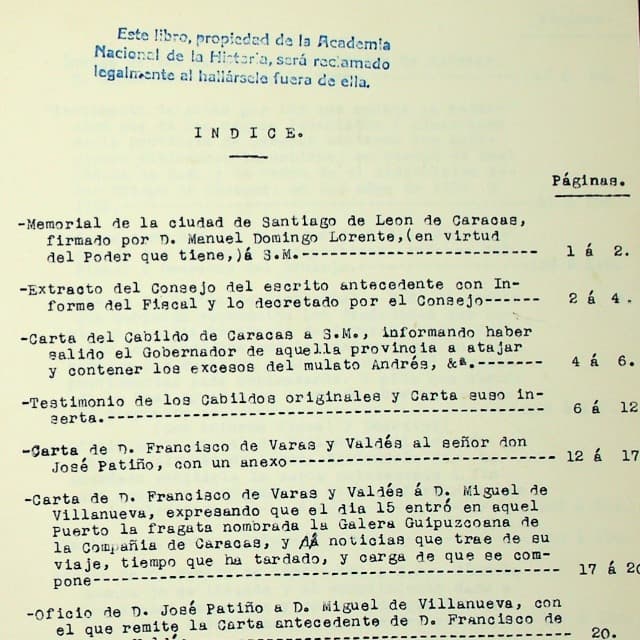 Este libro, propiedad de la Academia
Nacional de la Historia, será reclamado
legalmente al hallársele fuera de ella.
INDICE.
Páginas.
-Memorial de la ciudad de Santiago de Leon de Caracas,
firmado por D. Manuel Domingo Lorente,(en virtud
del Poder que tiene,)á S.M.--------------------------- 1 á 2.
-Extracto del Consejo del escrito antecedente con In-
forme del Fiscal y lo decretado por el Consejo------ 2 á 4.
-Carta del Cabildo de Caracas a S.M., informando haber
salido el Gobernador de aquella provincia a atajar
y contener los excesos del mulato Andrés, &ª.------- 4 á 6.
-Testimonio de los Cabildos originales y Carta suso in-
serta.------------------------------------------------ 6 á 12
-Carta de D. Francisco de Varas y Valdés al señor don
José Patiño, con un anexo---------------------------- 12 á 17
-Carta de D. Francisco de Varas y Valdés á D. Miguel de
Villanueva, expresando que el dia 15 entró en aquel
Puerto la fragata nombrada la Galera Guipuzcoana de
la Compañia de Caracas, y noticias que trae de su
viaje, tiempo que ha tardado, y carga de que se com-
pone-------------------------------------------------- 17 á 20
-Oficio de D. José Patiño a D. Miguel de Villanueva, con
el que remite la Carta antecedente de D. Francisco de
20.